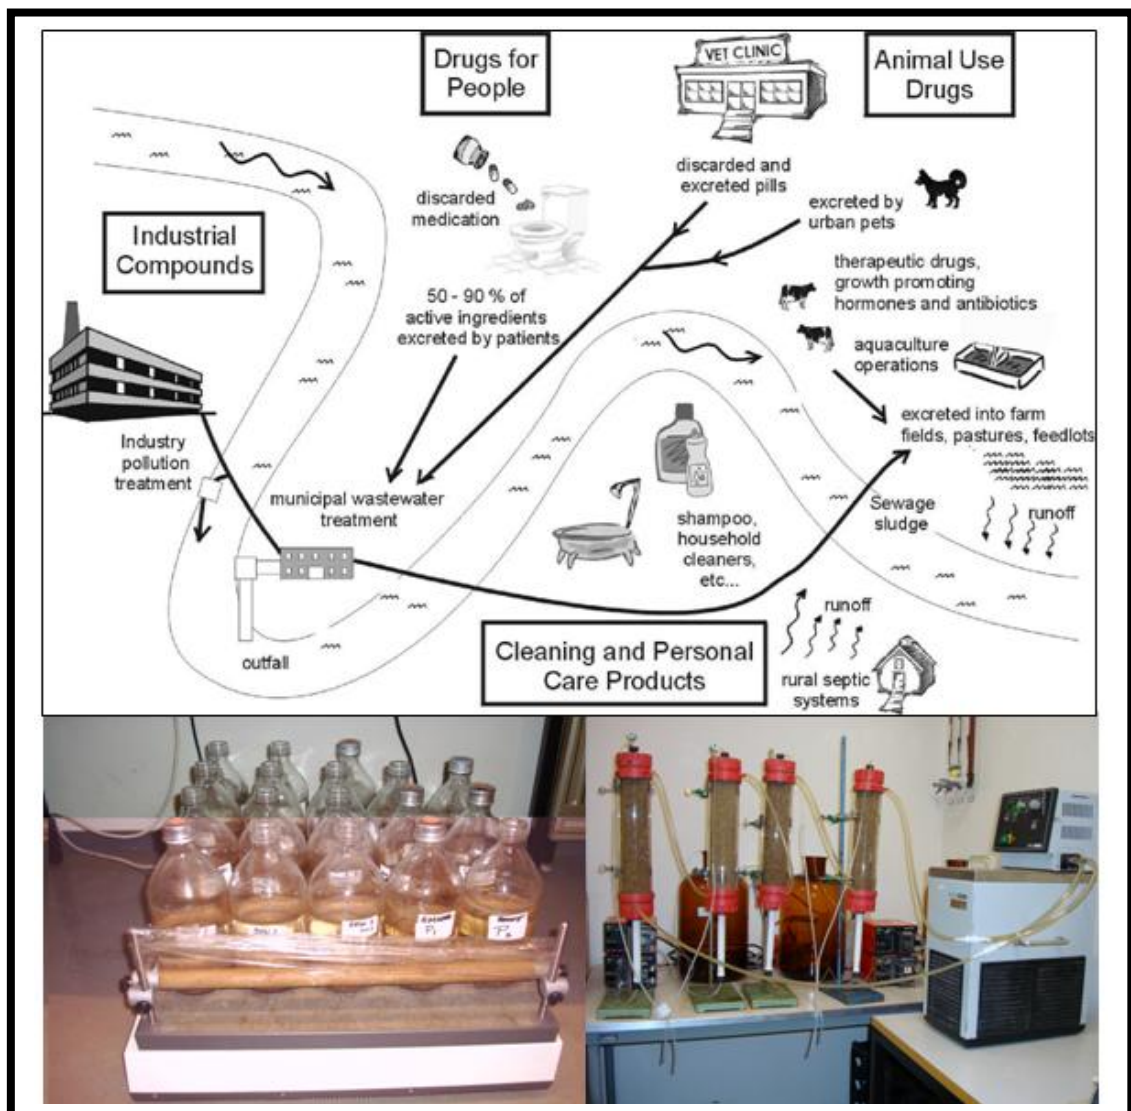 Drugs for
People
VET CLINIC
Animal Use
Drugs
discarded
medication
discarded and
excreted pills
excreted by
urban pets
Industrial
Compounds
therapeutic drugs,
growth promoting
hormones and antibiotics
50 - 90 % of
active ingredients
excreted by patients
aquaculture
operations
excreted into farm
fields, pastures, feedlots
Industry
pollution
treatment
municipal wastewater
treatment
shampoo,
household
cleaners,
etc...
Sewage
sludge
runoff
outfall
runoff
Cleaning and Personal
Care Products
rural septic
systems